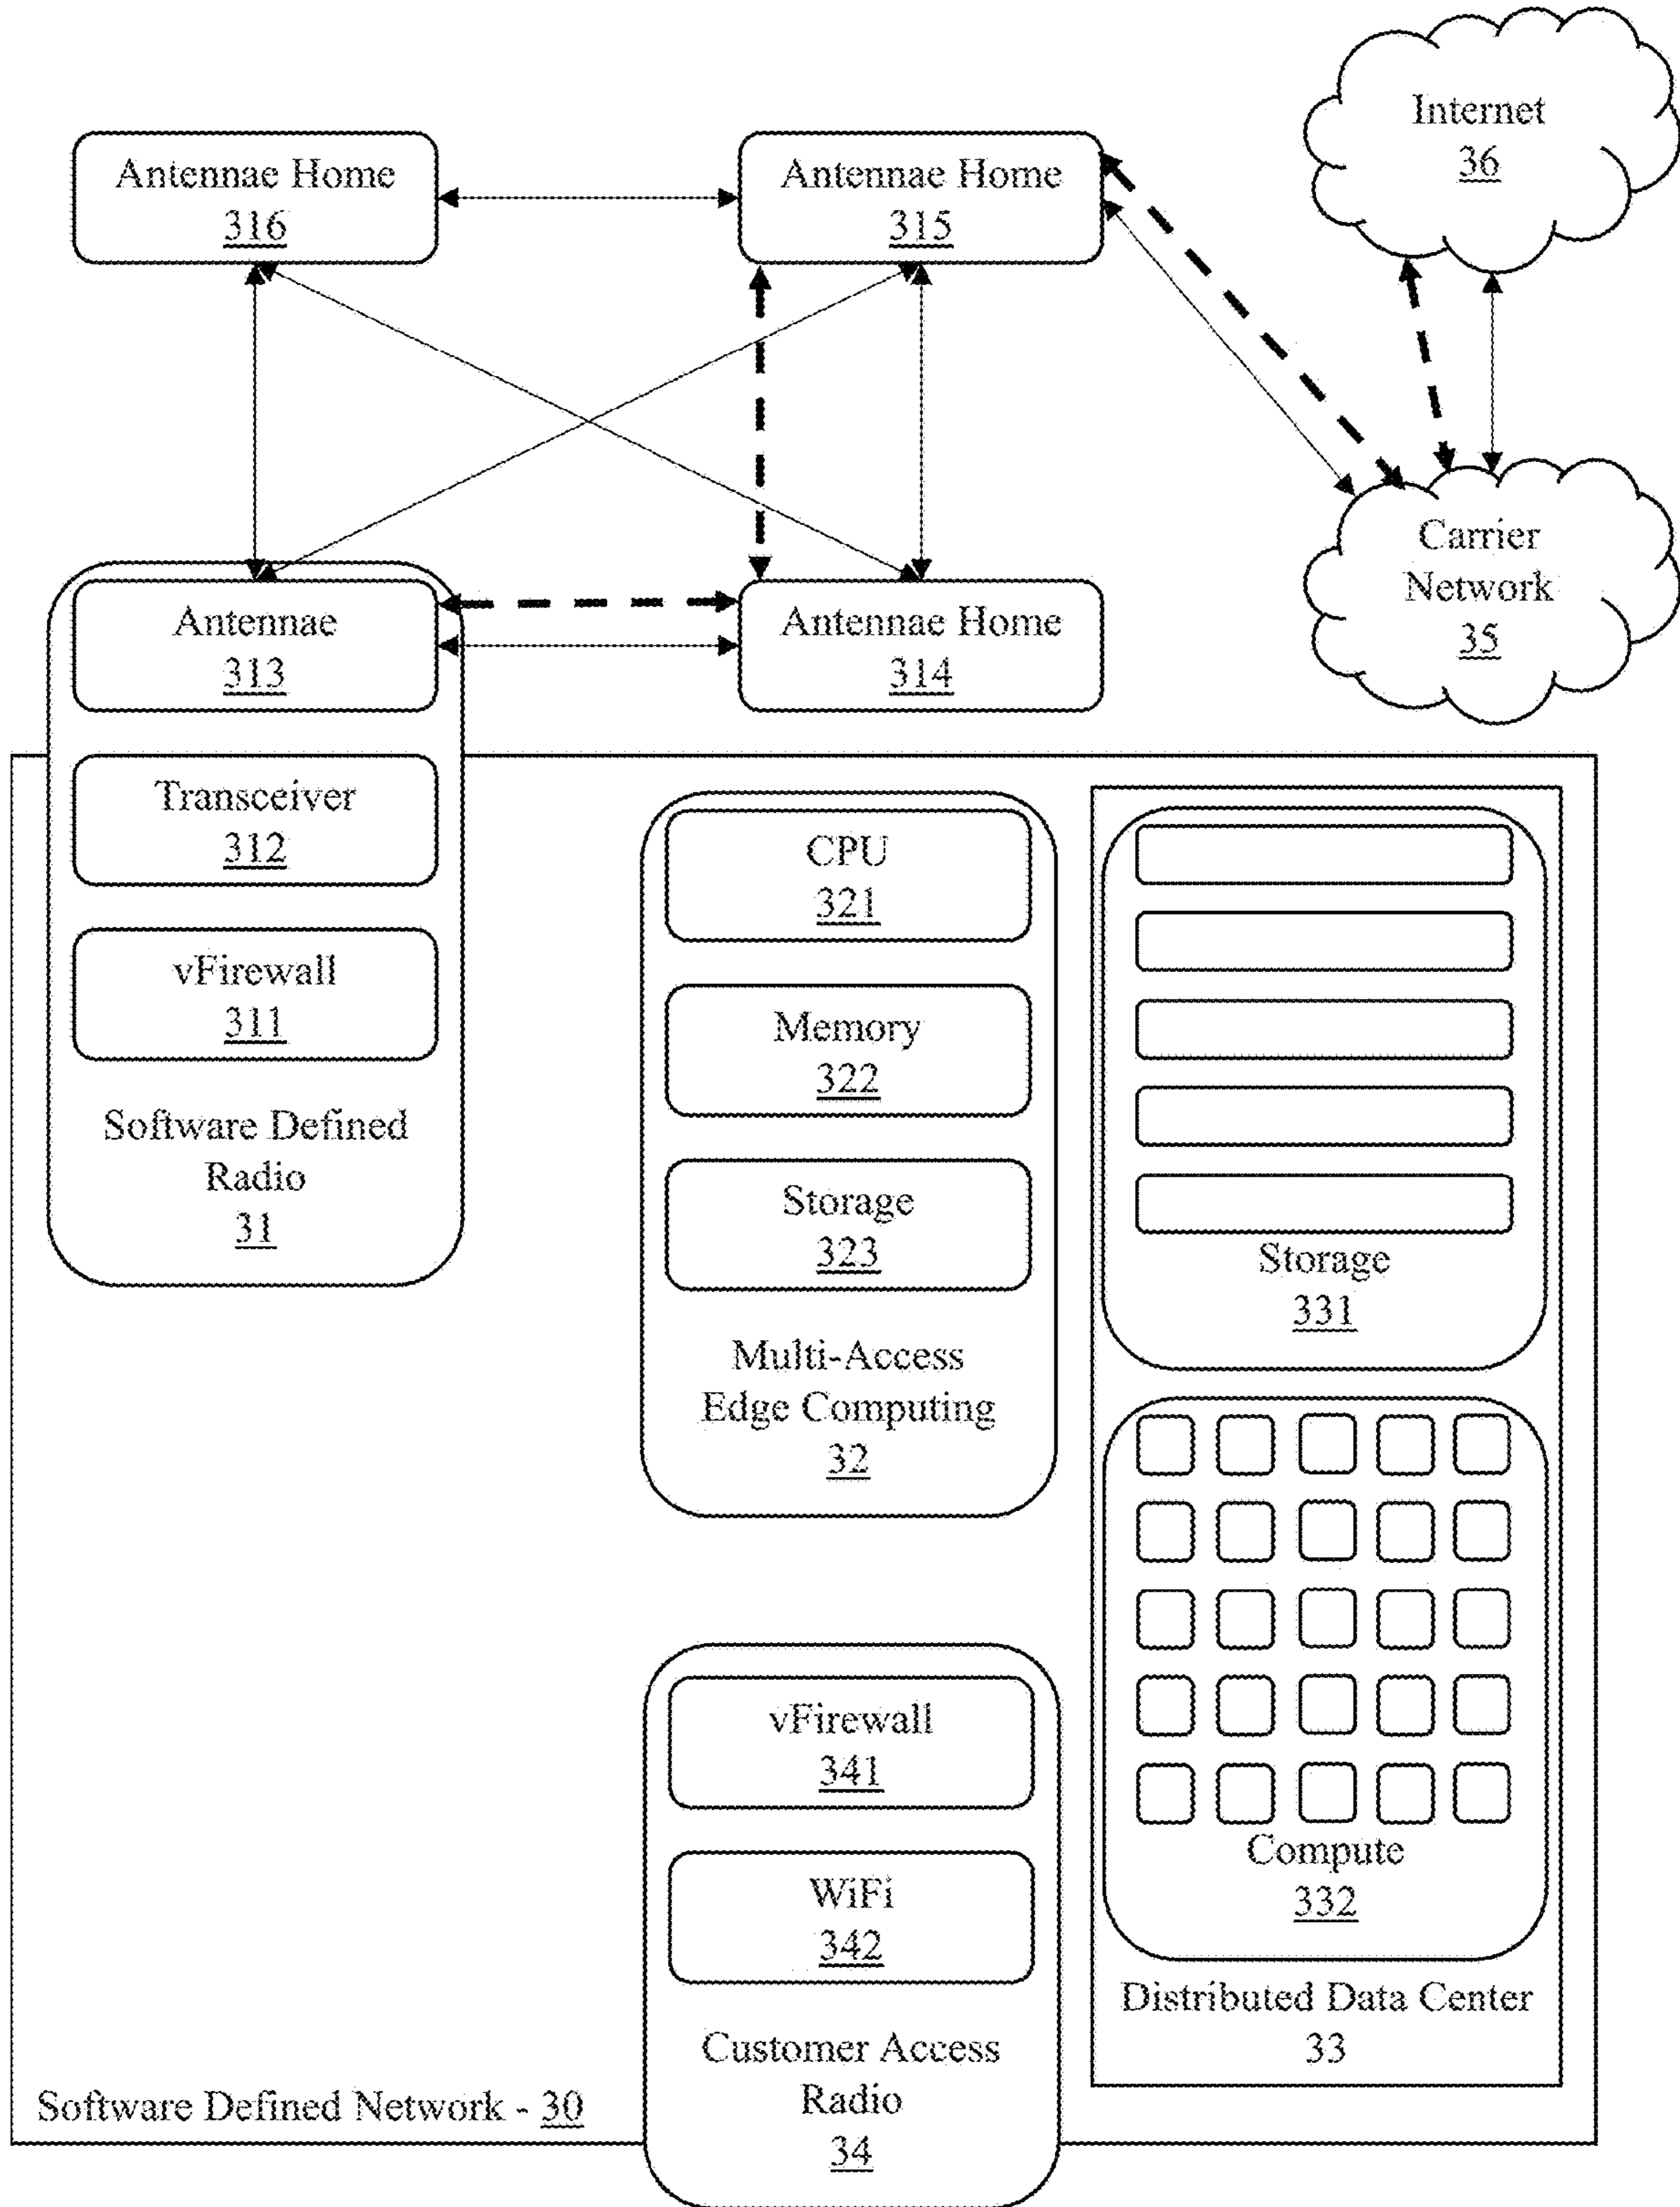 Internet
36
Antennae Home
316
Antennae Home
315
Carrier
Network
35
Antennae
313
Antennae Home
314
Transceiver
312
vFirewall
311
Software Defined
Radio
31
CPU
321
Memory
322
Storage
323
Multi-Access
Edge Computing
32
Storage
331
Compute
332
Distributed Data Center
33
vFirewall
341
WiFi
342
Customer Access
Radio
34
Software Defined Network - 30